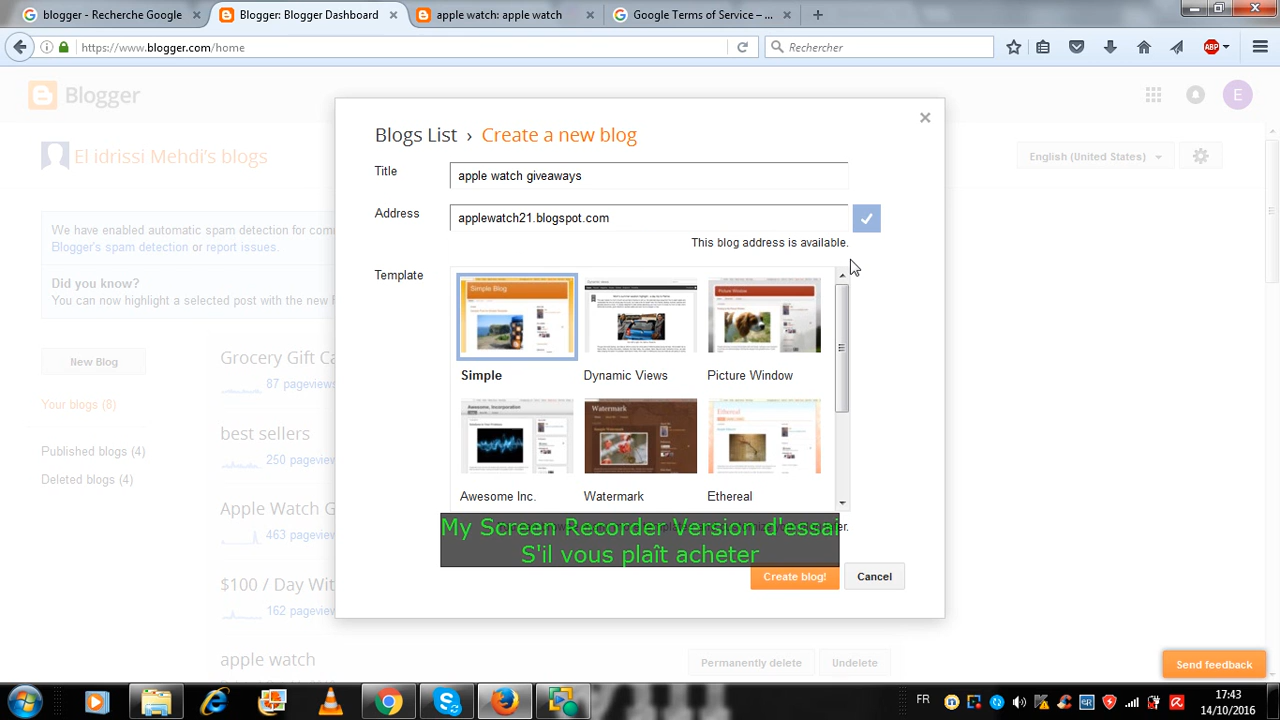 blogger - Recherche Google
Blogger: Blogger Dashboard
apple watch: apple watch
Google Terms of Service – ...
https://www.blogger.com/home
Rechercher
ABP
Blogger
E
El idrissi Mehdi's blogs
English (United States)
We have enabled automatic spam detection for com
Blogger's spam detection or report issues.
Did you know?
You can now highlight a selected post with the new
New Blog
Your blogs (8)
Published blogs (4)
Deleted blogs (4)
Grocery Gift Ca
87 pageviews
best sellers
250 pageview
Apple Watch G
463 pageview
$100 / Day Wit
162 pageview
apple watch
Blogs List › Create a new blog
Title
apple watch giveaways
Address
applewatch21.blogspot.com
This blog address is available.
Template
Simple Blog
Dynamic views
Picture Window
Simple
Dynamic Views
Picture Window
Awesome, Incorporation
Watermark
Ethereal
Awesome Inc.
Watermark
Ethereal
My Screen Recorder Version d'essai
S'il vous plaît acheter
Create blog!
Cancel
Permanently delete
Undelete
Send feedback
FR
17:43
14/10/2016